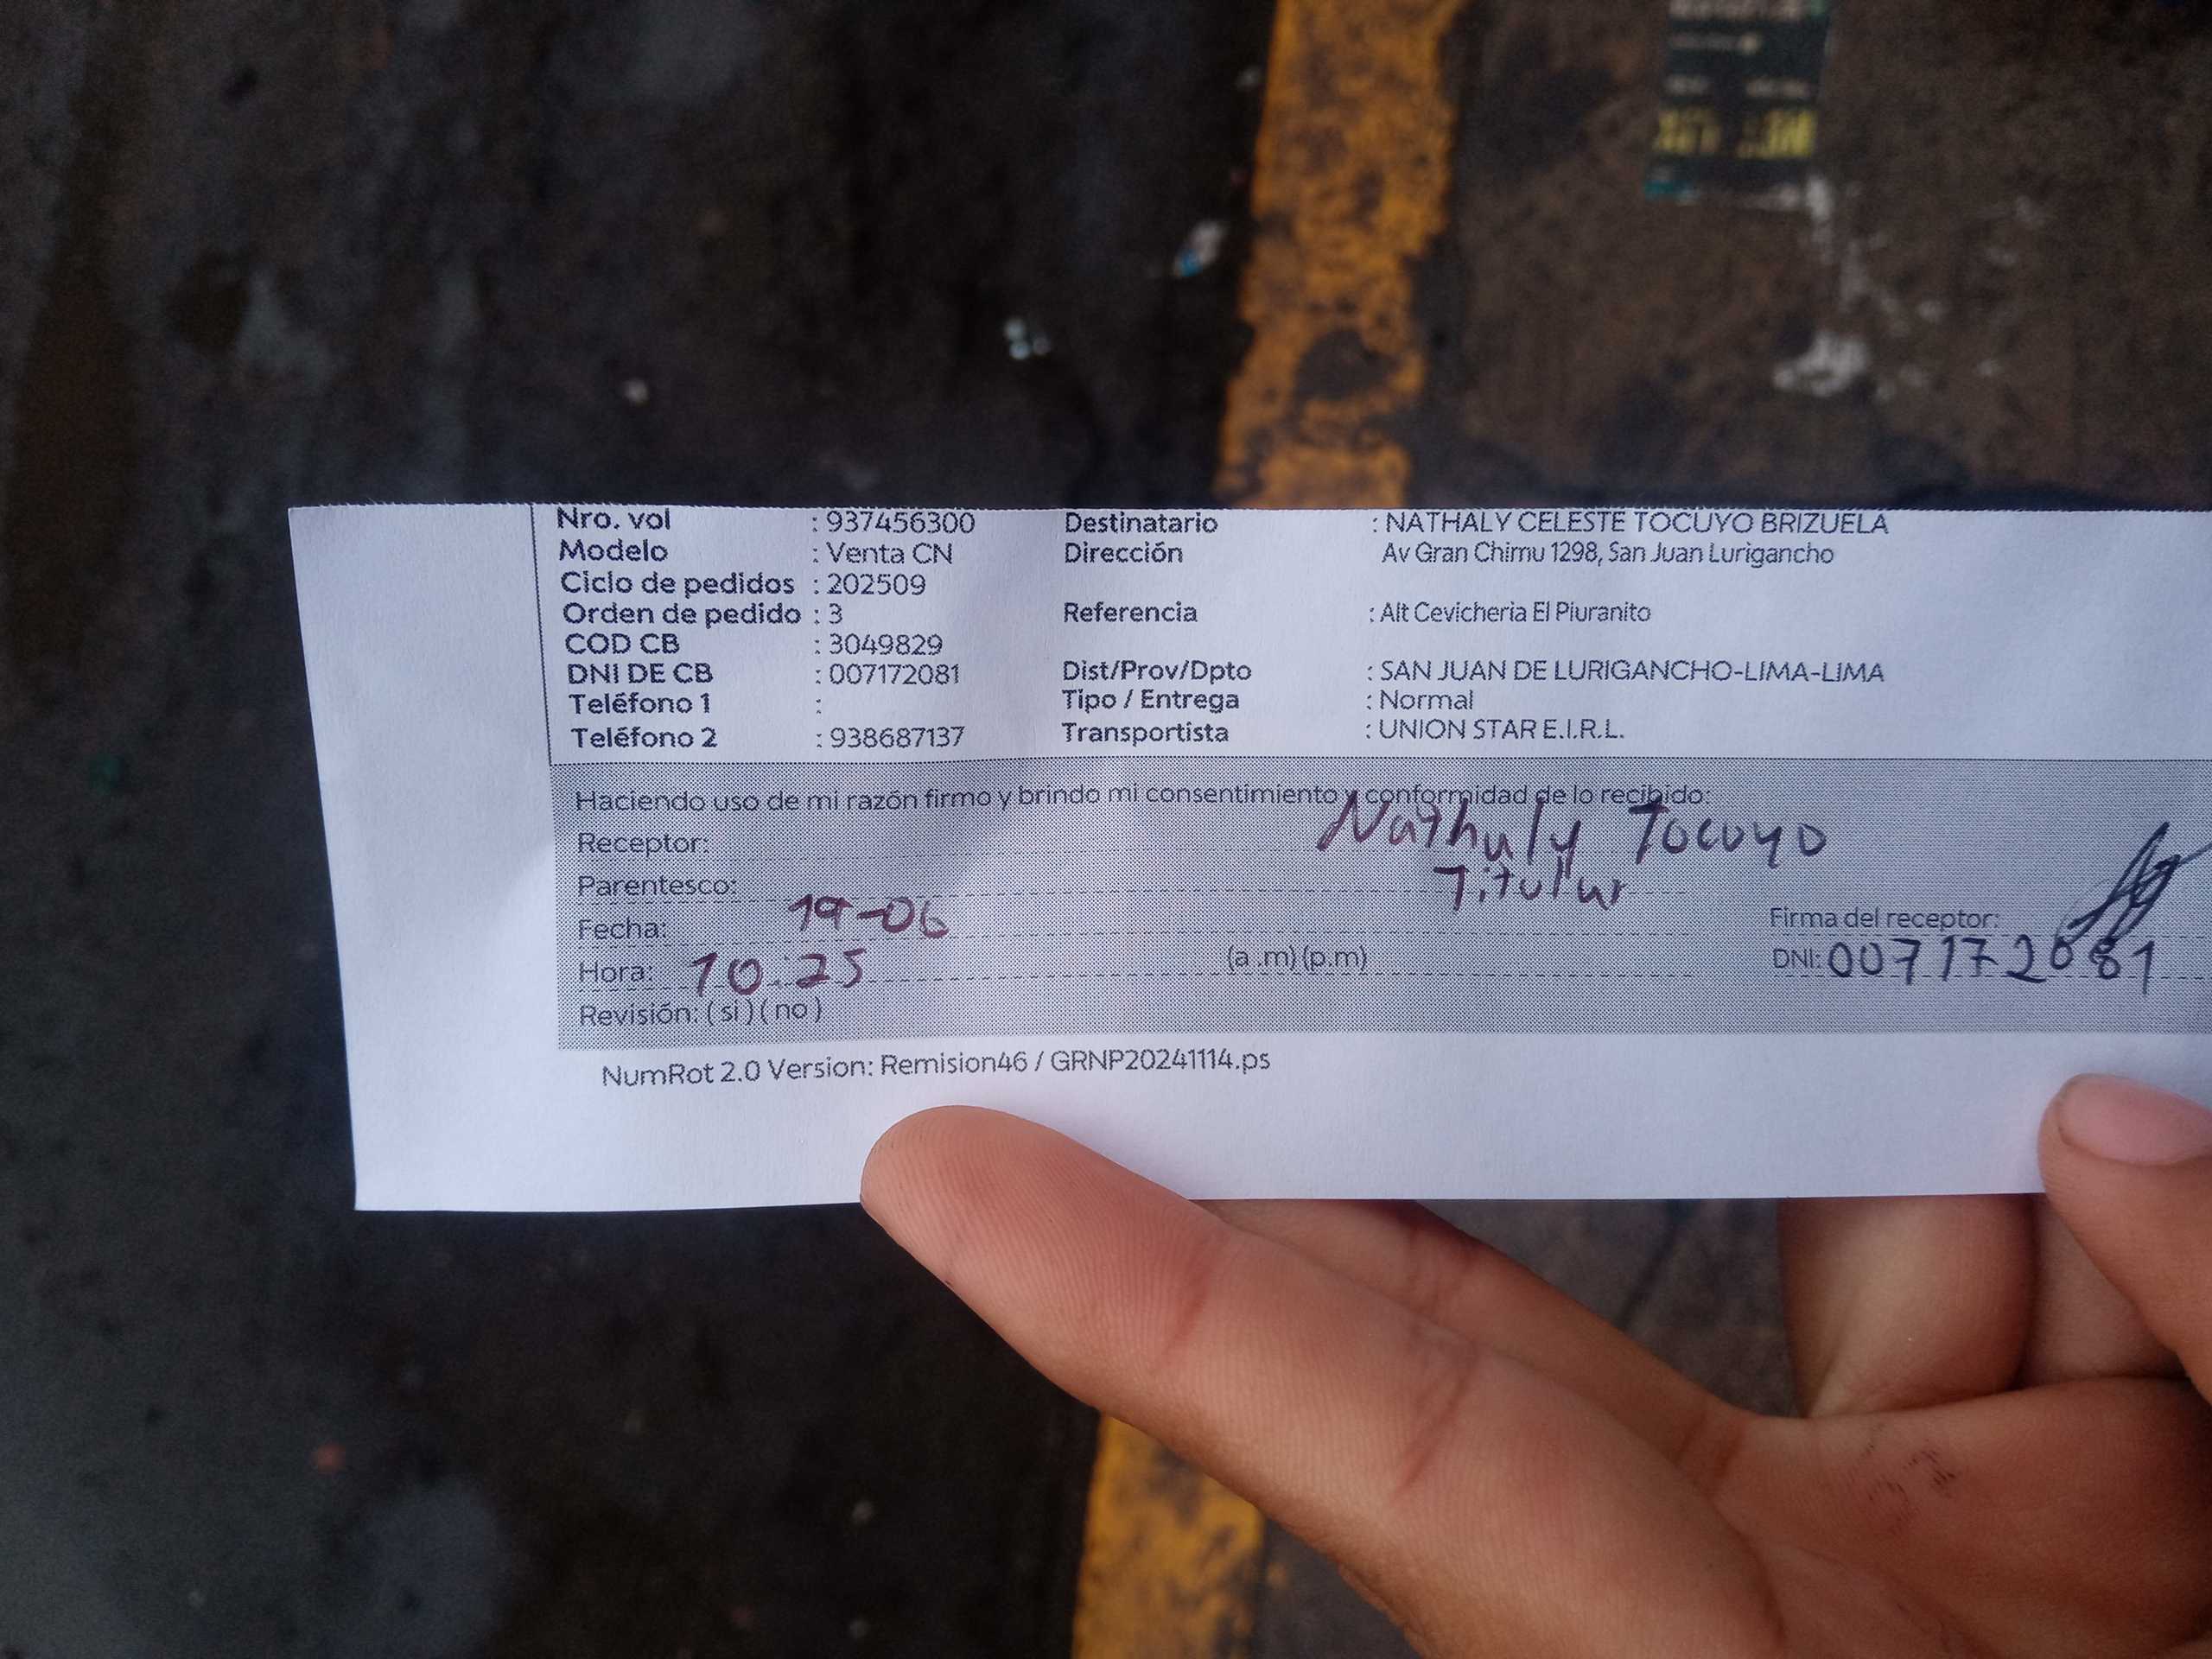 Nro. vol : 937456300 Destinatario : NATHALY CELESTE TOCUYO BRIZUELA
Modelo : Venta CN Dirección Av Gran Chimu 1298, San Juan Lurigancho
Ciclo de pedidos : 202509
Orden de pedido : 3 Referencia : Alt Cevicheria El Piuranito
COD CB : 3049829
DNI DE CB : 007172081 Dist/Prov/Dpto : SAN JUAN DE LURIGANCHO-LIMA-LIMA
Teléfono 1 : Tipo / Entrega : Normal
Teléfono 2 : 938687137 Transportista : UNION STAR E.I.R.L.
Haciendo uso de mi razón firmo y brindo mi consentimiento y conformidad de lo recibido:
Receptor: Nathaly Tocuyo
Parentesco: Titular
Fecha: 19-06 Firma del receptor:
Hora: 10:25 (a .m) (p.m) DNI: 007172081
Revisión: ( si ) ( no )
NumRot 2.0 Version: Remision46 / GRNP20241114.ps